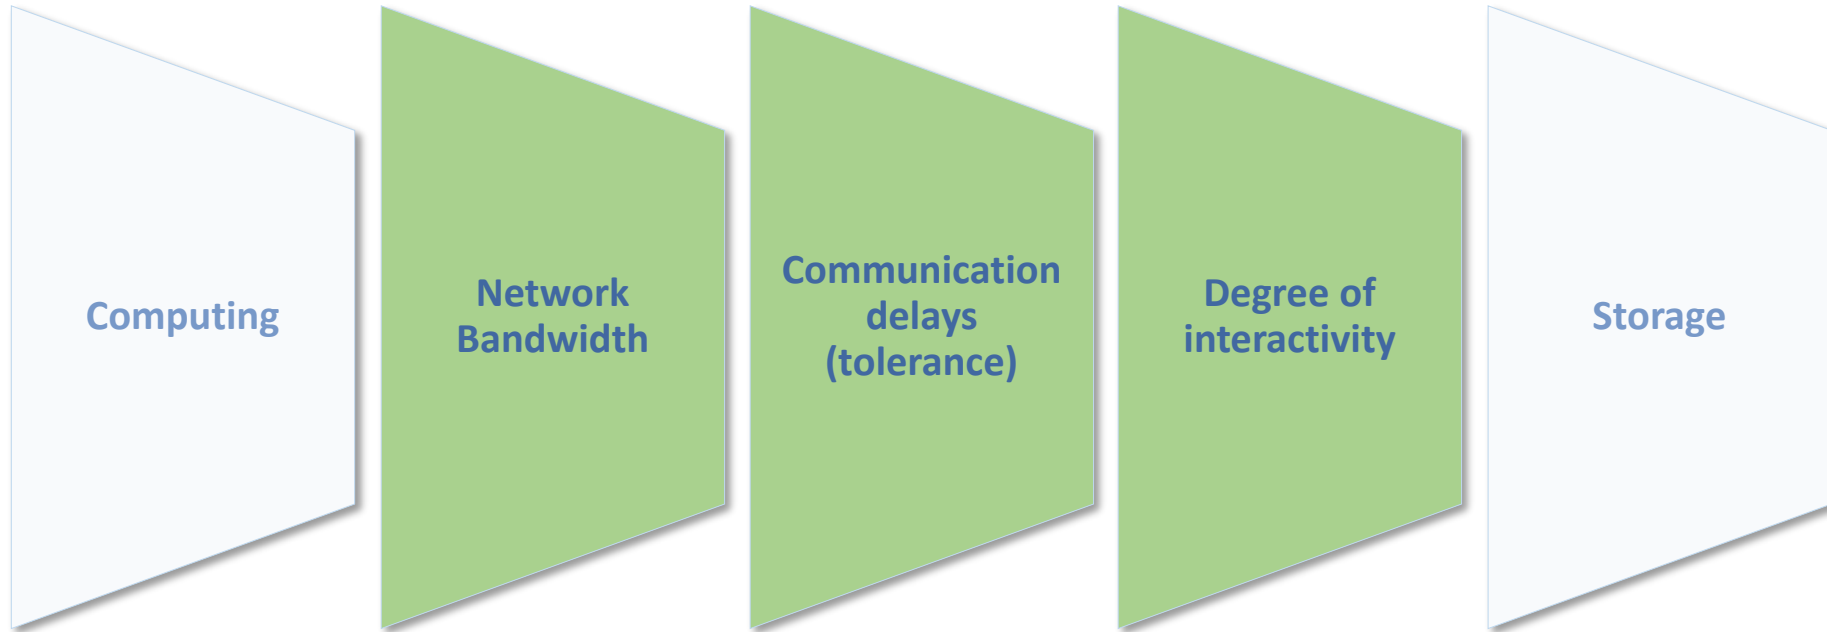 Computing
Network
Bandwidth
Communication
delays
(tolerance)
Degree of
interactivity
Storage